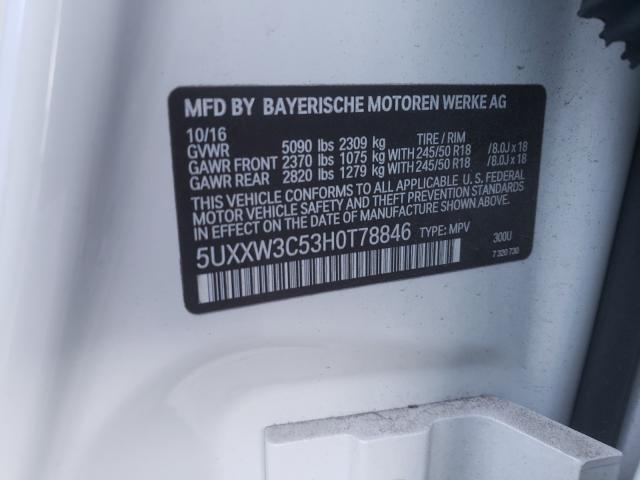 MFD BY BAYERISCHE MOTOREN WERKE AG
10/16 TIRE / RIM
GVWR 5090 lbs 2309 kg
GAWR FRONT 2370 lbs 1075 kg WITH 245/50 R18 / 8.0J x 18
GAWR REAR 2820 lbs 1279 kg WITH 245/50 R18 / 8.0J x 18
THIS VEHICLE CONFORMS TO ALL APPLICABLE U.S. FEDERAL
MOTOR VEHICLE SAFETY AND THEFT PREVENTION STANDARDS
IN EFFECT ON THE DATE OF MANUFACTURE SHOWN ABOVE.
5UXXW3C53H0T78846 TYPE: MPV 300U
7 320 730